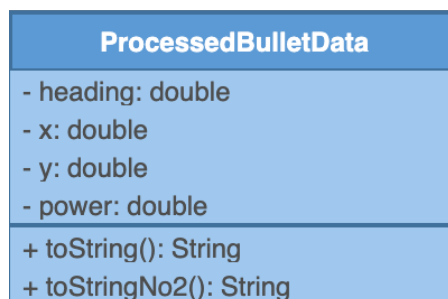 ProcessedBulletData
- heading: double
- x: double
- y: double
- power: double
+ toString(): String
+ toStringNo2(): String